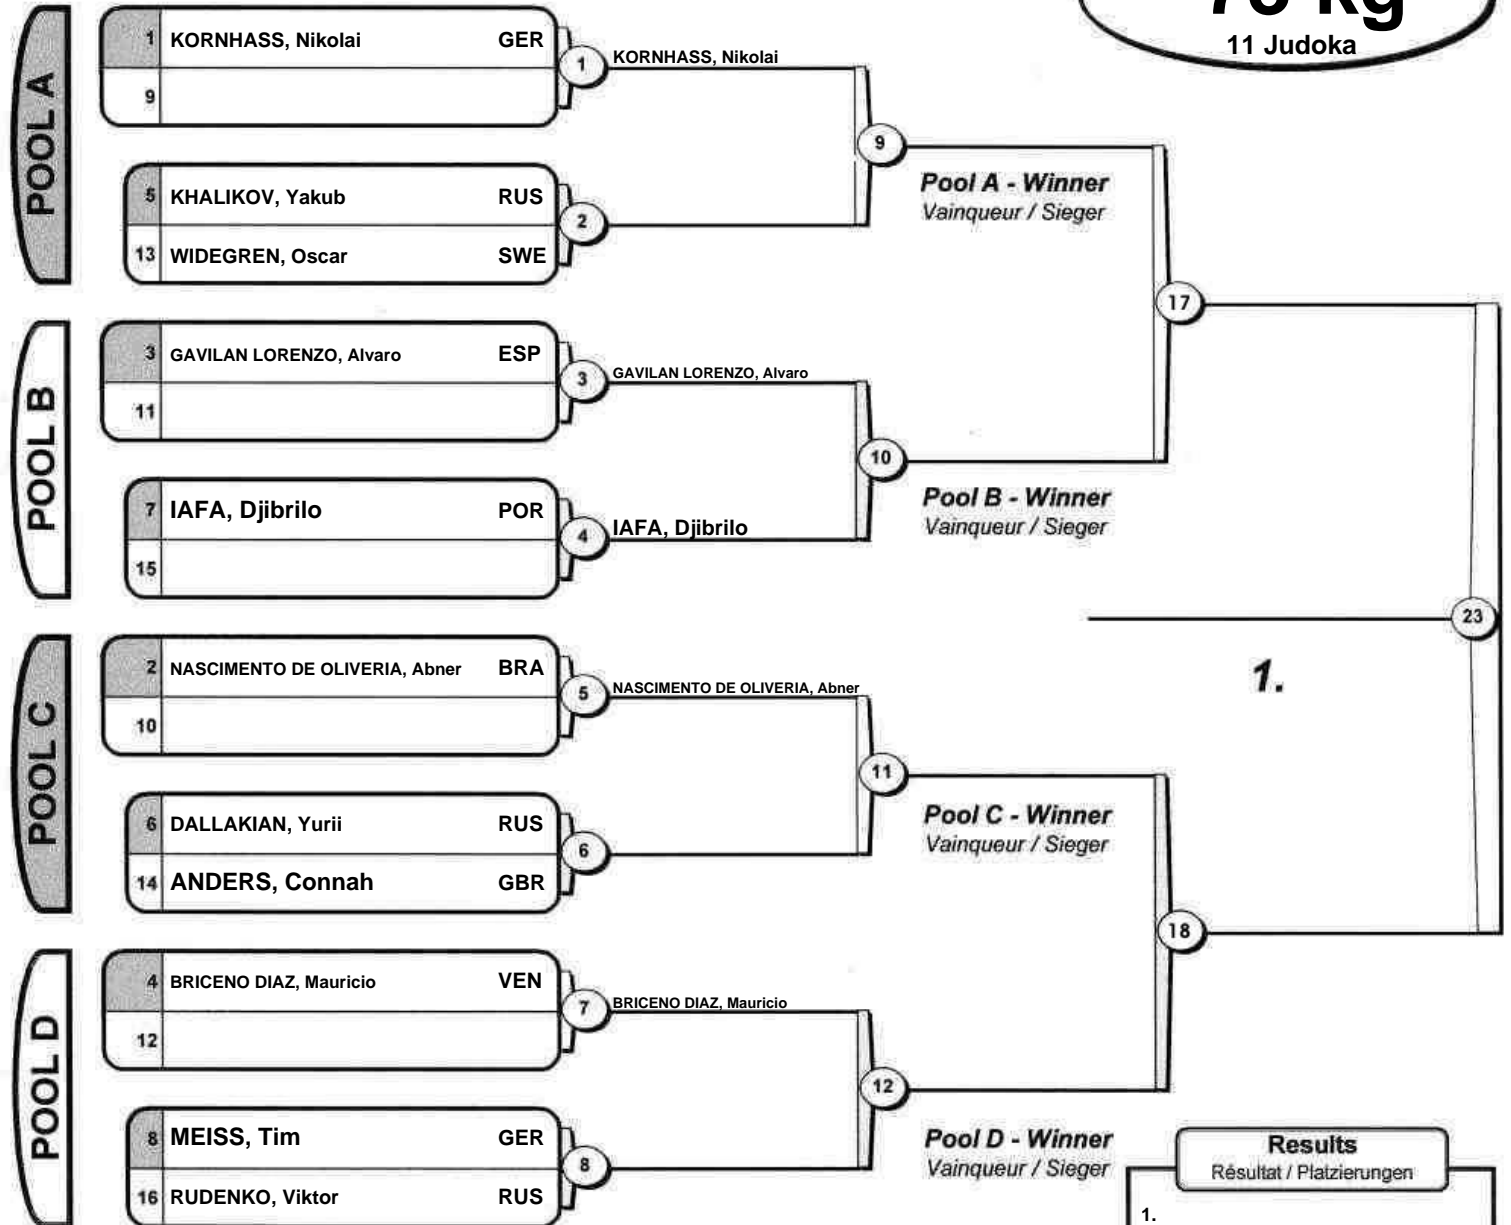 kg
11 Judoka
POOL A
1 KORNHASS, Nikolai GER
9
1 KORNHASS, Nikolai
5 KHALIKOV, Yakub RUS
13 WIDEGREN, Oscar SWE
2
9
Pool A - Winner
Vainqueur / Sieger
17
POOL B
3 GAVILAN LORENZO, Alvaro ESP
11
3 GAVILAN LORENZO, Alvaro
7 IAFA, Djibrilo POR
15
4 IAFA, Djibrilo
10
Pool B - Winner
Vainqueur / Sieger
23
1.
POOL C
2 NASCIMENTO DE OLIVERIA, Abner BRA
10
5 NASCIMENTO DE OLIVERIA, Abner
6 DALLAKIAN, Yurii RUS
14 ANDERS, Connah GBR
6
11
Pool C - Winner
Vainqueur / Sieger
18
POOL D
4 BRICENO DIAZ, Mauricio VEN
12
7 BRICENO DIAZ, Mauricio
8 MEISS, Tim GER
16 RUDENKO, Viktor RUS
8
12
Pool D - Winner
Vainqueur / Sieger
Results
Résultat / Platzierungen
1.